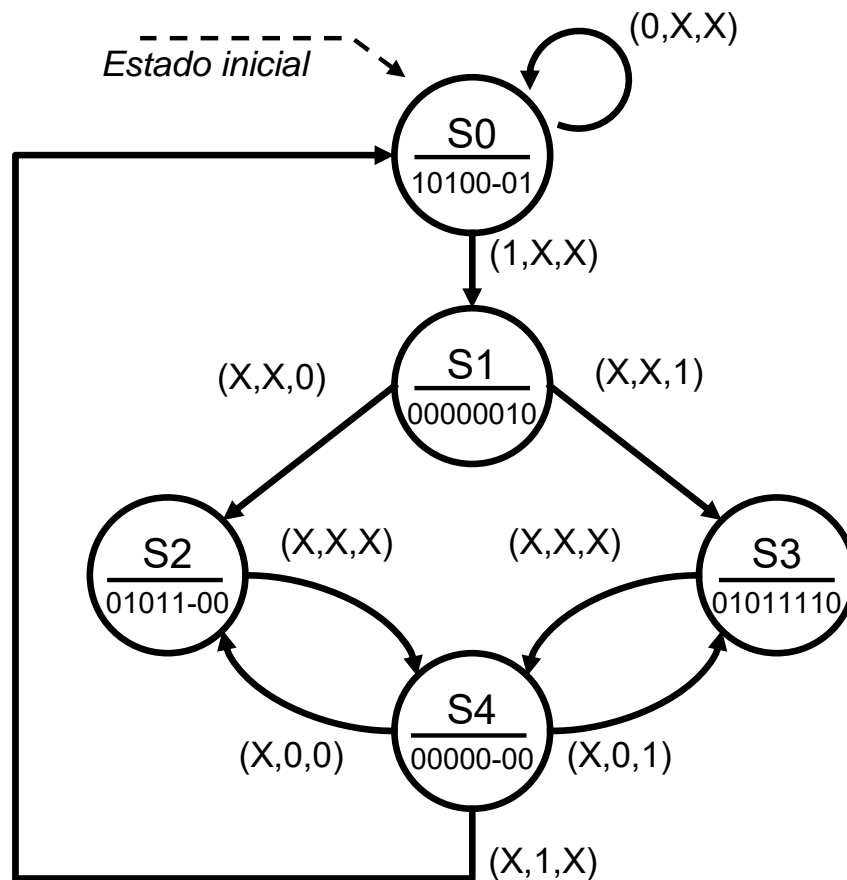 (0,X,X)
Estado inicial
S0
10100-01
(1,X,X)
S1
00000010
(X,X,0)
(X,X,1)
S2
01011-00
(X,X,X)
(X,X,X)
S3
01011110
S4
00000-00
(X,0,0)
(X,0,1)
(X,1,X)